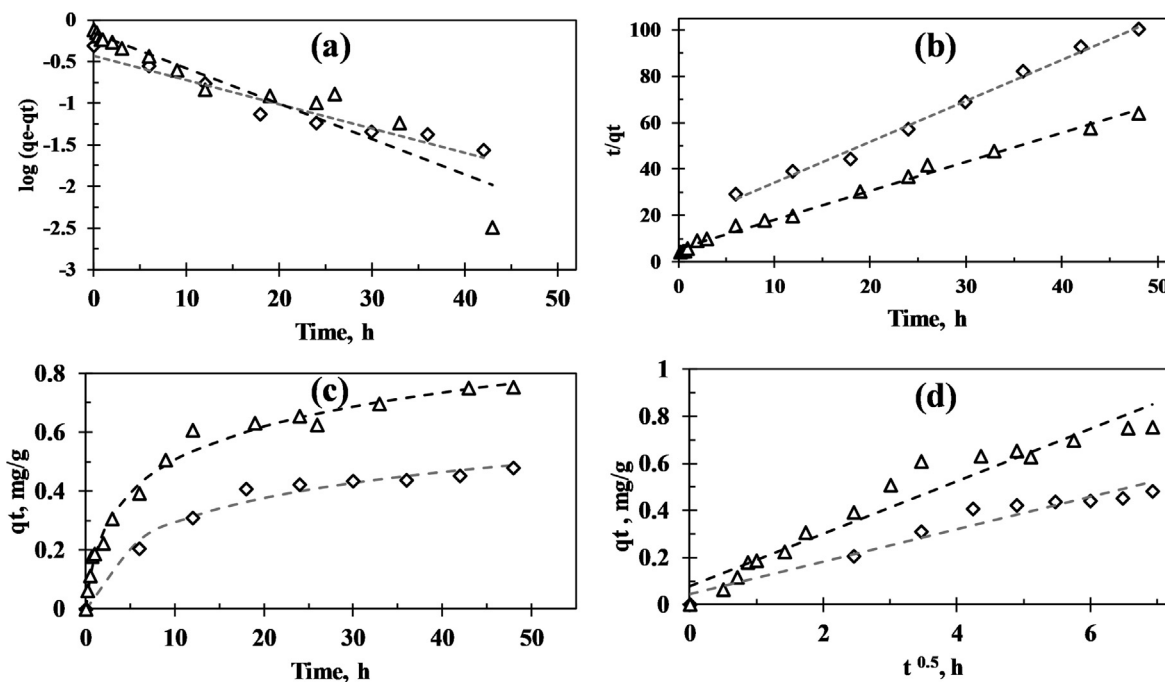 (a)
0
-0.5
-1
-1.5
-2
-2.5
-3
log (qe-qt)
0 10 20 30 40 50
Time, h
(b)
100
80
60
40
20
0
t/qt
0 10 20 30 40 50
Time, h
(c)
0.8
0.6
0.4
0.2
0
qt, mg/g
0 10 20 30 40 50
Time, h
(d)
1
0.8
0.6
0.4
0.2
0
qt , mg/g
0 2 4 6
t 0.5, h